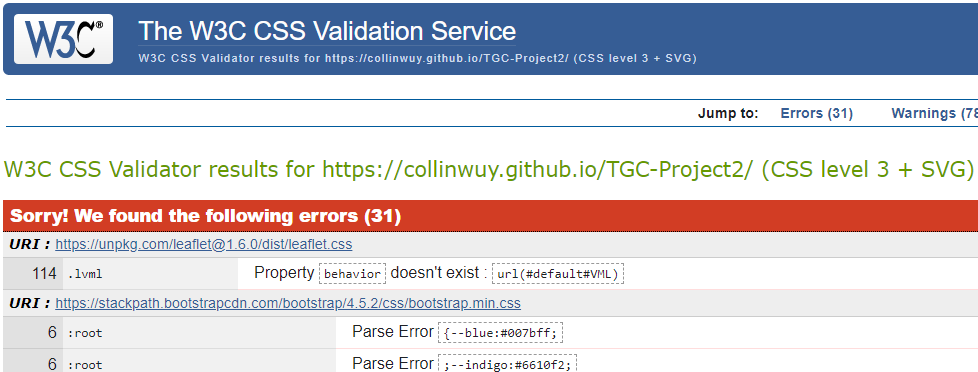 W3C®
The W3C CSS Validation Service
W3C CSS Validator results for https://collinwuy.github.io/TGC-Project2/ (CSS level 3 + SVG)
Jump to: Errors (31) Warnings (78
W3C CSS Validator results for https://collinwuy.github.io/TGC-Project2/ (CSS level 3 + SVG)
Sorry! We found the following errors (31)
URI : https://unpkg.com/leaflet@1.6.0/dist/leaflet.css
114 .lvml Property behavior doesn't exist : url(#default#VML)
URI : https://stackpath.bootstrapcdn.com/bootstrap/4.5.2/css/bootstrap.min.css
6 :root Parse Error {--blue:#007bff;
6 :root Parse Error ;--indigo:#6610f2;